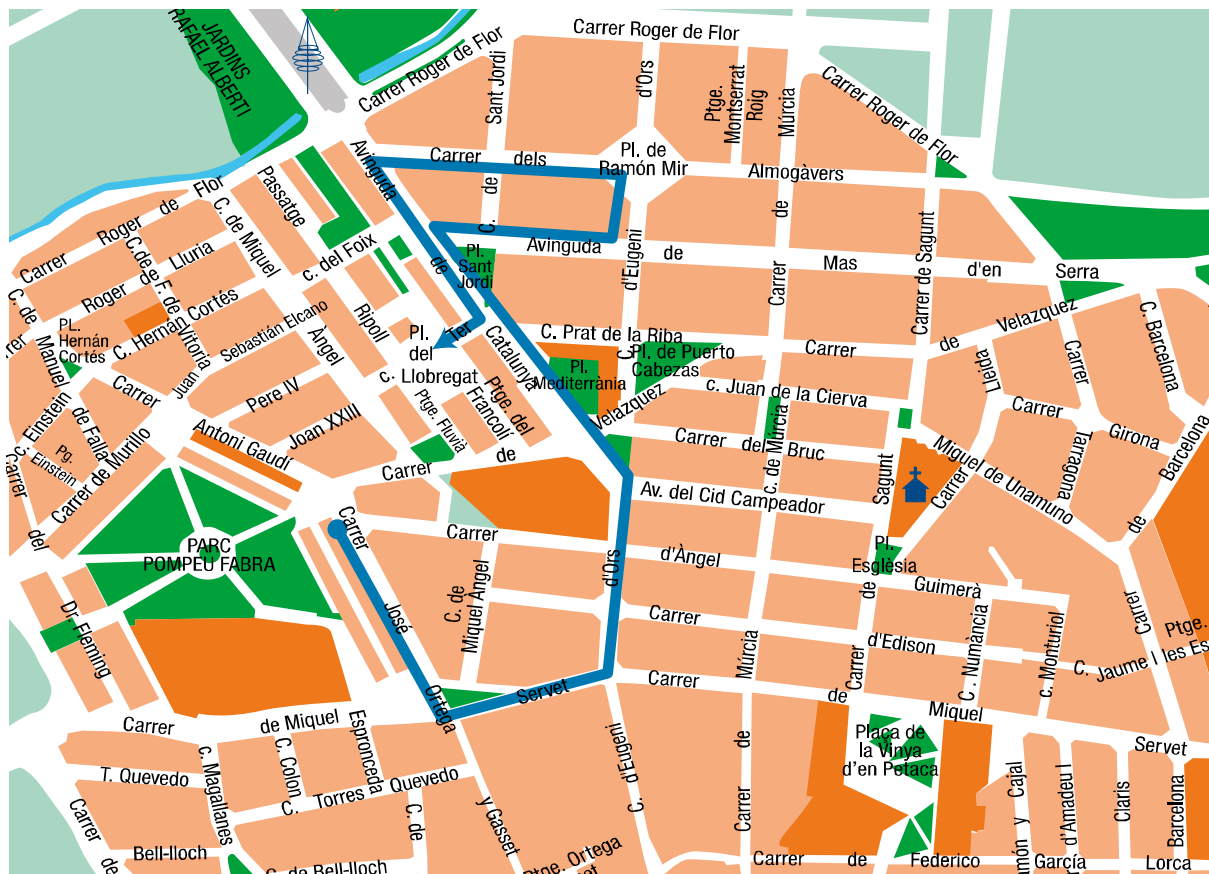 JARDINS
RAFAEL ALBERTI
Carrer Roger de Flor
Sant Jordi
Carrer Roger de Flor
d'Ors
Ptge.
Montserrat
Roig
Múrcia
Carrer Roger de Flor
Avinguda
Carrer dels
Pl. de
Ramón Mir
Almogàvers
Passatge
Carrer Roger de Flor
C. de Miquel
C. de
Avinguda
de
Mas
d'en
Serra
d'Eugeni
C.
de
Carrer
Carrer de Sagunt
c. del Foix
de
Pl.
Sant
Jordi
C. de F. de Vitoria
Roger de Lluria
C. de Manuel
de Falla
PL.
Hernán
Cortés
C. Hernán Cortés
Sebastián Elcano
Àngel
Ripoll
Pl.
del
Ter
Catalunya
C. Prat de la Riba
Carrer
de
Velazquez
C. Barcelona
Pl. de Puerto
Cabezas
Pl.
Mediterrània
Carrer
Juan
Pere IV
Joan XXIII
c. Llobregat
Ptge. Fluvià
Ptge. del
Francolí
Velazquez
c. Juan de la Cierva
Lleida
Carrer
Carrer
Girona
Tarragona
Barcelona
de
C. Einstein
Pg.
C. Einstein
Carrer de Murillo
Antoni Gaudí
Carrer
de
Carrer del Bruc
c. de Múrcia
Sagunt
Carrer
Miquel de Unamuno
Av. del Cid Campeador
Carrer
del
PARC
POMPEU FABRA
Carrer
Carrer
d'Àngel
Pl.
Esglèsia
Guimerà
d'Ors
José
C. de
Miquel Àngel
Carrer
de
d'Edison
Dr. Fleming
Carrer
Ptge.
Múrcia
Carrer
C . Numància
c. Monturiol
C. Jaume I les Es
Ortega
Servet
Carrer
de
Miquel
Servet
Carrer
de Miquel
Espronceda
c. Magallanes
C. Colon
T. Quevedo
C. Torres Quevedo
C. de
y Gasset
C. d'Eugeni
Carrer de
Plaça de
la Vinya
d'en Petaca
y Cajal
d'Amadeu I
Claris
Barcelona
Carrer de
Bell-lloch
C. de Bell-lloch
Ptge. Ortega
Carrer de Federico García Lorca